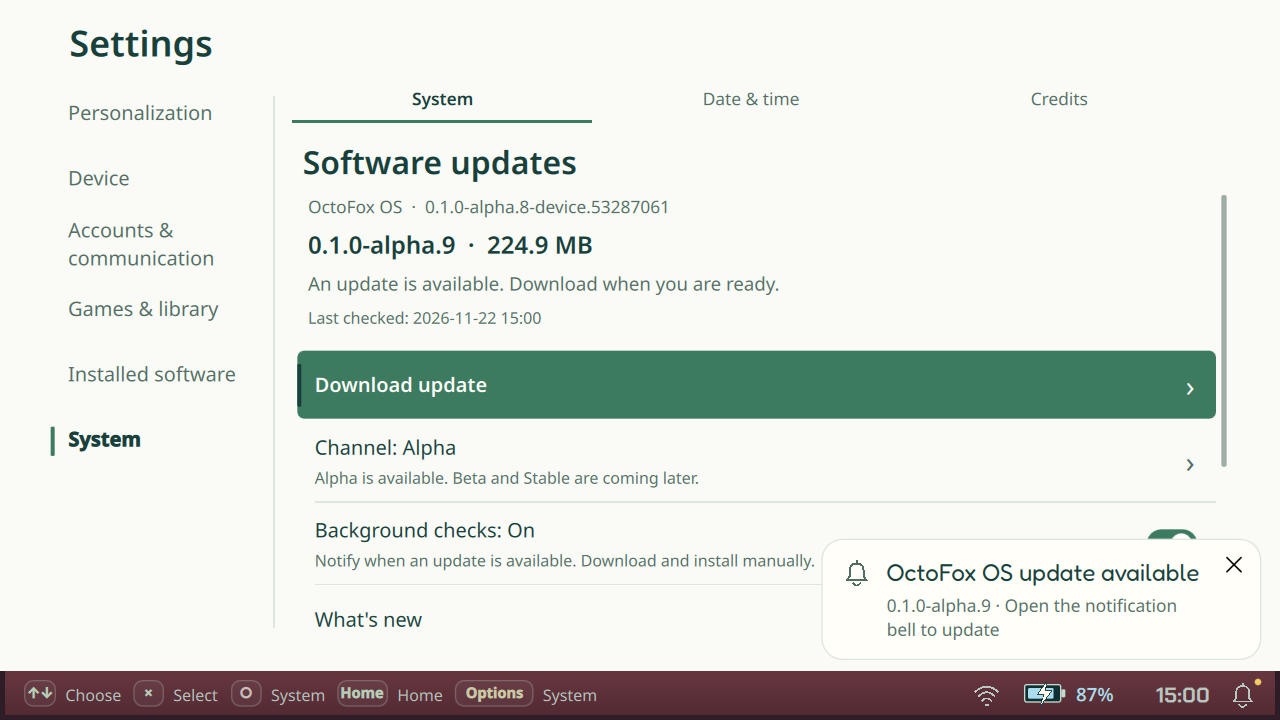 Settings
Personalization
Device
Accounts &
communication
Games & library
Installed software
System
System
Date & time
Credits
Software updates
OctoFox OS · 0.1.0-alpha.8-device.53287061
0.1.0-alpha.9 · 224.9 MB
An update is available. Download when you are ready.
Last checked: 2026-11-22 15:00
Download update
Channel: Alpha
Alpha is available. Beta and Stable are coming later.
Background checks: On
Notify when an update is available. Download and install manually.
What's new
OctoFox OS update available
0.1.0-alpha.9 · Open the notification
bell to update
Choose Select System Home Home Options System
87% 15:00